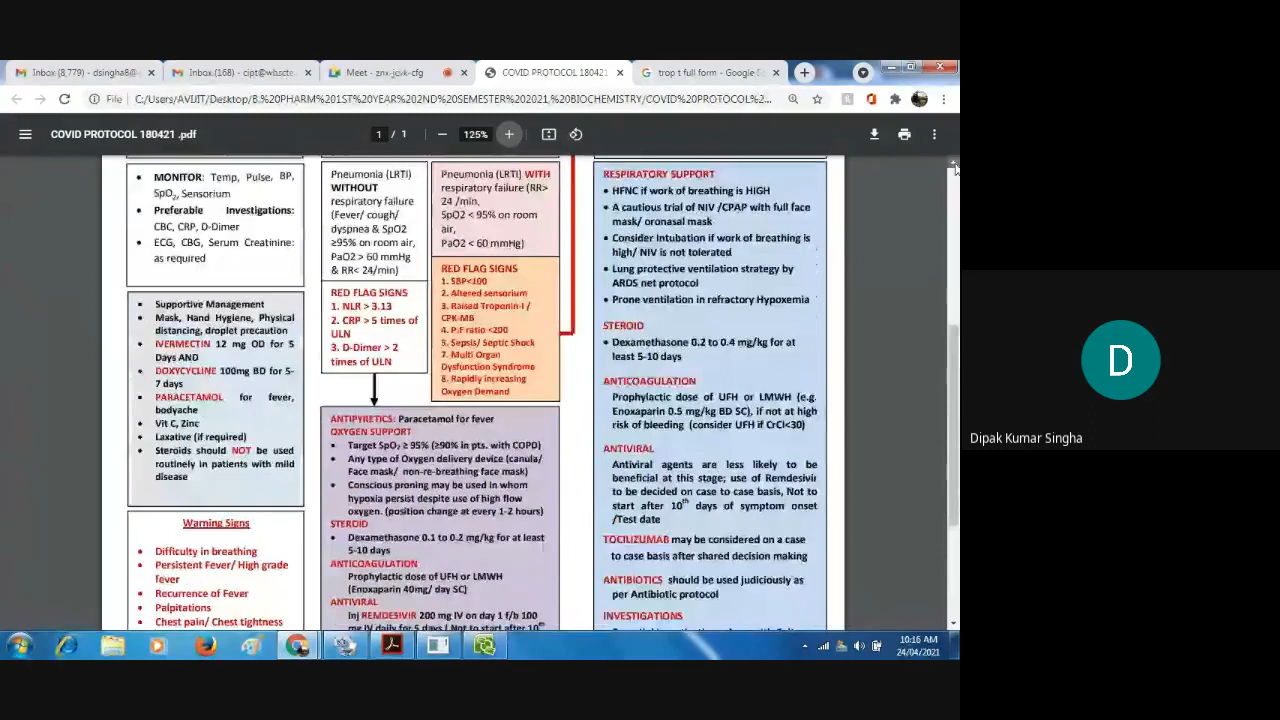 Inbox (8,779) - dsingha8@
Inbox (168) - cipt@wbscte
Meet - znx-jcvk-cfg
COVID PROTOCOL 180421
trop t full form - Google S
File
C:/Users/AVIJIT/Desktop/B.%20PHARM%201ST%20YEAR%202ND%20SEMESTER%202021,%20BIOCHEMISTRY/COVID%20PROTOCOL%2...
COVID PROTOCOL 180421 .pdf
1 / 1
125%
• MONITOR: Temp, Pulse, BP,
SpO2, Sensorium
• Preferable Investigations:
CBC, CRP, D-Dimer
• ECG, CBG, Serum Creatinine:
as required
• Supportive Management
• Mask, Hand Hygiene, Physical
distancing, droplet precaution
• IVERMECTIN 12 mg OD for 5
Days AND
• DOXYCYCLINE 100mg BD for 5-
7 days
• PARACETAMOL for fever,
bodyache
• Vit C, Zinc
• Laxative (if required)
• Steroids should NOT be used
routinely in patients with mild
disease
Warning Signs
• Difficulty in breathing
• Persistent Fever/ High grade
fever
• Recurrence of Fever
• Palpitations
• Chest pain/ Chest tightness
Pneumonia (LRTI)
WITHOUT
respiratory failure
(Fever/ cough/
dyspnea & SpO2
≥95% on room air,
PaO2 > 60 mmHg
& RR< 24/min)
RED FLAG SIGNS
1. NLR > 3.13
2. CRP > 5 times of
ULN
3. D-Dimer > 2
times of ULN
Pneumonia (LRTI) WITH
respiratory failure (RR>
24 /min,
SpO2 < 95% on room
air,
PaO2 < 60 mmHg)
RED FLAG SIGNS
1. SBP<100
2. Altered sensorium
3. Raised Troponin-I /
CPK-MB
4. P:F ratio <200
5. Sepsis/ Septic Shock
7. Multi Organ
Dysfunction Syndrome
8. Rapidly increasing
Oxygen Demand
ANTIPYRETICS: Paracetamol for fever
OXYGEN SUPPORT
• Target SpO2 ≥ 95% (≥90% in pts. with COPD)
• Any type of Oxygen delivery device (canula/
Face mask/ non-re-breathing face mask)
• Conscious proning may be used in whom
hypoxia persist despite use of high flow
oxygen. (position change at every 1-2 hours)
STEROID
• Dexamethasone 0.1 to 0.2 mg/kg for at least
5-10 days
ANTICOAGULATION
Prophylactic dose of UFH or LMWH
(Enoxaparin 40mg/ day SC)
ANTIVIRAL
Inj REMDESIVIR 200 mg IV on day 1 f/b 100
mg IV daily for 5 days ( Not to start after 10th
RESPIRATORY SUPPORT
• HFNC if work of breathing is HIGH
• A cautious trial of NIV /CPAP with full face
mask/ oronasal mask
• Consider Intubation if work of breathing is
high/ NIV is not tolerated
• Lung protective ventilation strategy by
ARDS net protocol
• Prone ventilation in refractory Hypoxemia
STEROID
• Dexamethasone 0.2 to 0.4 mg/kg for at
least 5-10 days
ANTICOAGULATION
Prophylactic dose of UFH or LMWH (e.g.
Enoxaparin 0.5 mg/kg BD SC), if not at high
risk of bleeding (consider UFH if CrCl<30)
ANTIVIRAL
Antiviral agents are less likely to be
beneficial at this stage; use of Remdesivir
to be decided on case to case basis, Not to
start after 10th days of symptom onset
/Test date
TOCILIZUMAB may be considered on a case
to case basis after shared decision making
ANTIBIOTICS should be used judiciously as
per Antibiotic protocol
INVESTIGATIONS
10:16 AM
24/04/2021
D
Dipak Kumar Singha